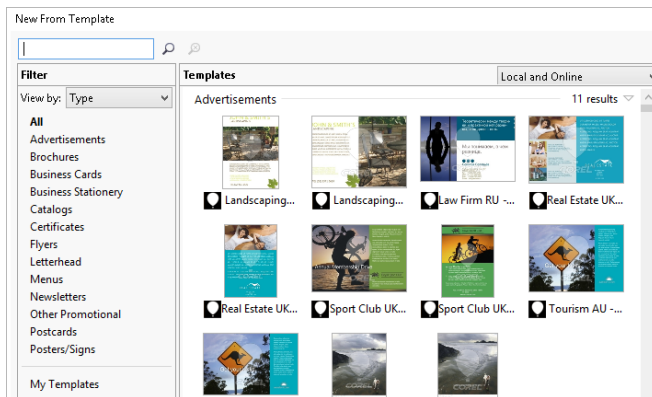 New From Template
Filter
Templates
Local and Online
View by: Type
Advertisements
11 results
All
Advertisements
Brochures
Business Cards
Business Stationery
Catalogs
Certificates
Flyers
Letterhead
Menus
Newsletters
Other Promotional
Postcards
Posters/Signs
My Templates
Landscaping...
Landscaping...
Law Firm RU -...
Real Estate UK...
Real Estate UK...
Sport Club UK...
Sport Club UK...
Tourism AU -...
COREL
COREL